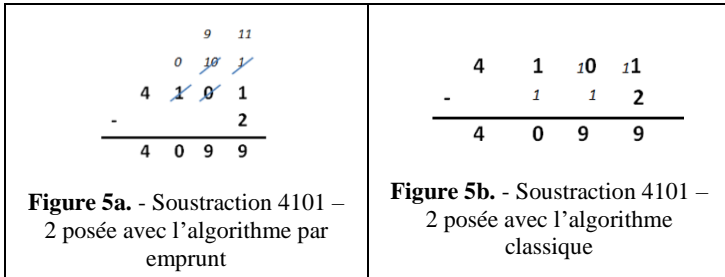 9 11
0 10 1
4 1 0 1
- 2
4 0 9 9
Figure 5a. - Soustraction 4101 –
2 posée avec l'algorithme par
emprunt
4 1 10 11
- 1 1 2
4 0 9 9
Figure 5b. - Soustraction 4101 –
2 posée avec l'algorithme
classique